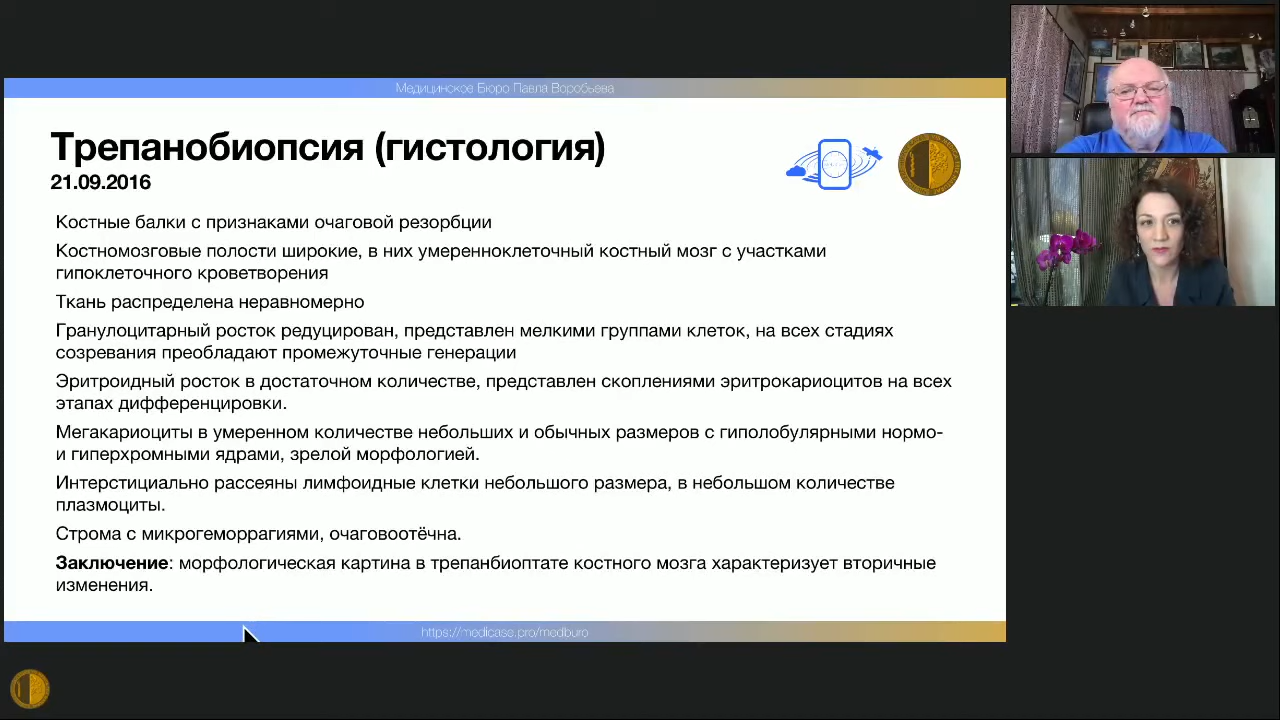 Медицинское Бюро Павла Воробьева
Трепанобиопсия (гистология)
21.09.2016
Костные балки с признаками очаговой резорбции
Костномозговые полости широкие, в них умеренноклеточный костный мозг с участками
гипоклеточного кроветворения
Ткань распределена неравномерно
Гранулоцитарный росток редуцирован, представлен мелкими группами клеток, на всех стадиях
созревания преобладают промежуточные генерации
Эритроидный росток в достаточном количестве, представлен скоплениями эритрокариоцитов на всех
этапах дифференцировки.
Мегакариоциты в умеренном количестве небольших и обычных размеров с гиполобулярными нормо-
и гиперхромными ядрами, зрелой морфологией.
Интерстициально рассеяны лимфоидные клетки небольшого размера, в небольшом количестве
плазмоциты.
Строма с микрогеморрагиями, очаговоотёчна.
Заключение: морфологическая картина в трепанбиоптате костного мозга характеризует вторичные
изменения.
https://medicase.pro/medburo